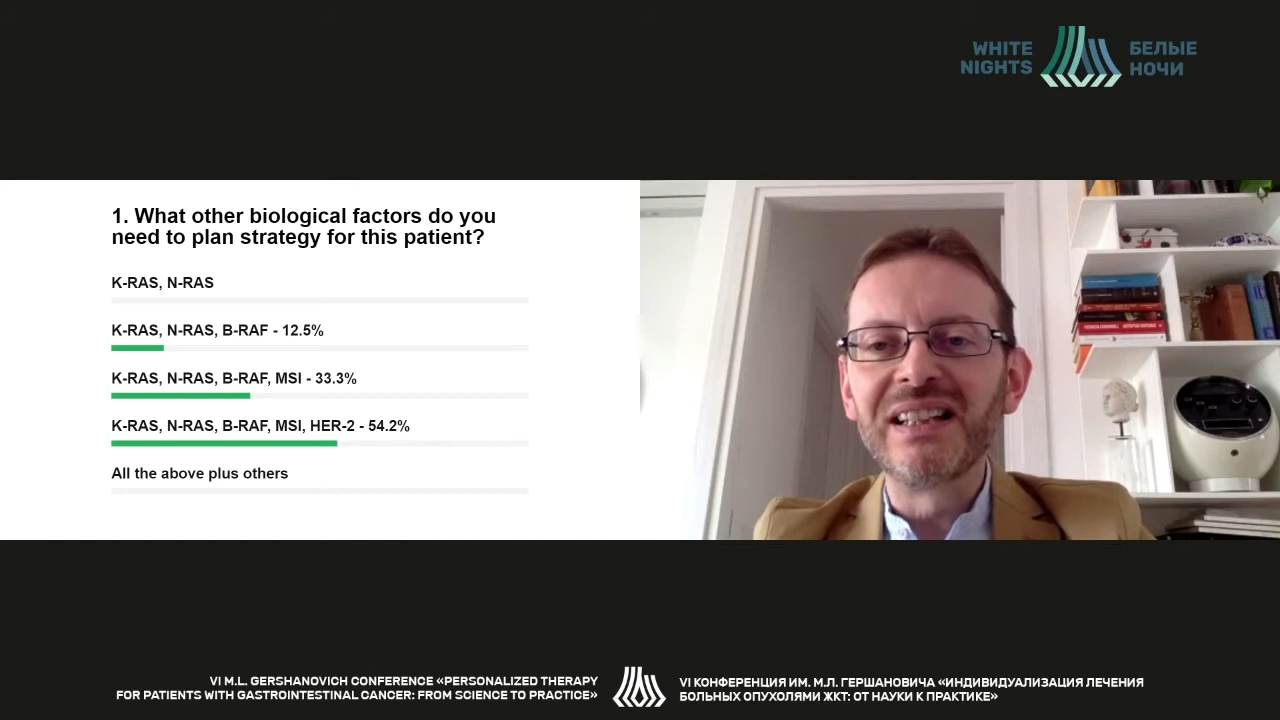 WHITE
NIGHTS
БЕЛЫЕ
НОЧИ
1. What other biological factors do you
need to plan strategy for this patient?
K-RAS, N-RAS
K-RAS, N-RAS, B-RAF - 12.5%
K-RAS, N-RAS, B-RAF, MSI - 33.3%
K-RAS, N-RAS, B-RAF, MSI, HER-2 - 54.2%
All the above plus others
VI M.L. GERSHANOVICH CONFERENCE «PERSONALIZED THERAPY
FOR PATIENTS WITH GASTROINTESTINAL CANCER: FROM SCIENCE TO PRACTICE»
VI КОНФЕРЕНЦИЯ ИМ. М.Л. ГЕРШАНОВИЧА «ИНДИВИДУАЛИЗАЦИЯ ЛЕЧЕНИЯ
БОЛЬНЫХ ОПУХОЛЯМИ ЖКТ: ОТ НАУКИ К ПРАКТИКЕ»